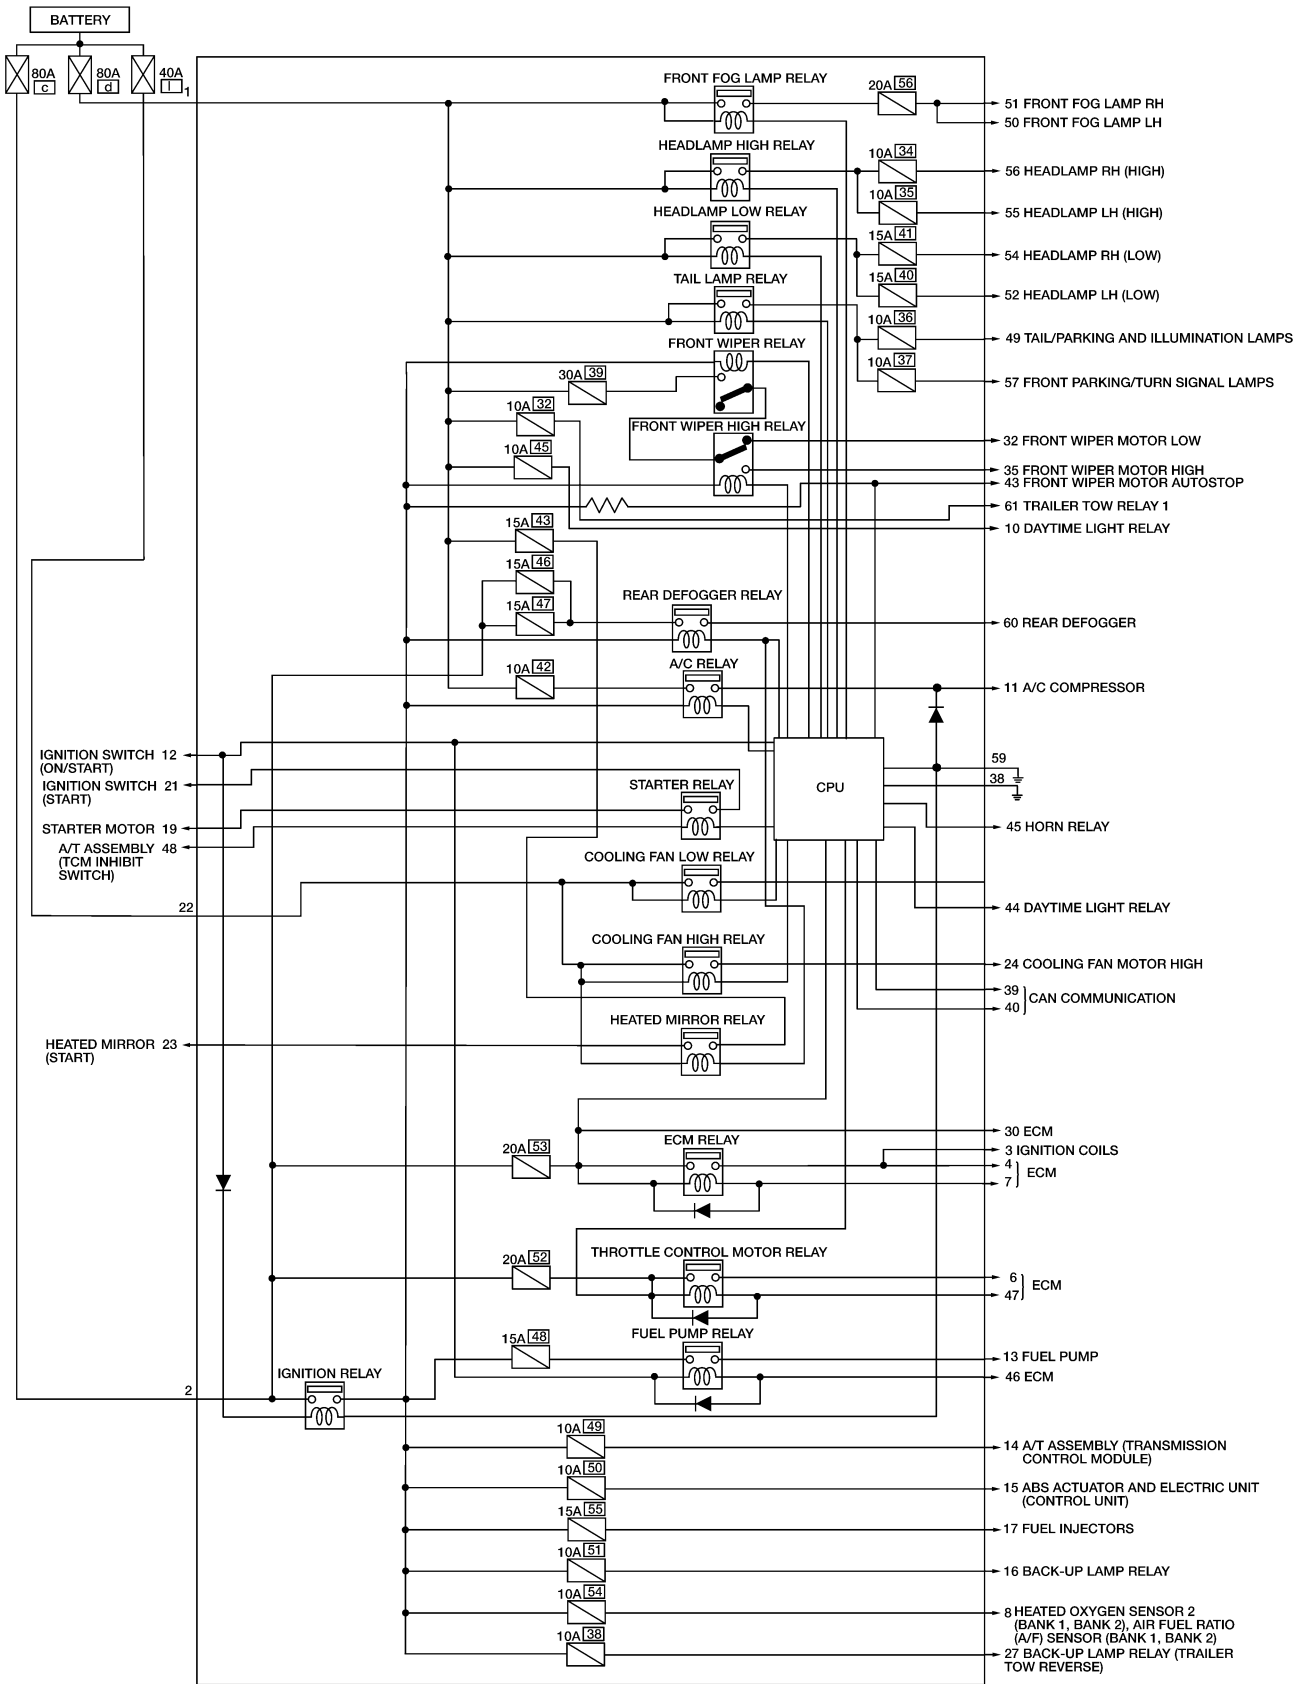 BATTERY
80A c
80A d
40A l
1
FRONT FOG LAMP RELAY
20A 56
51 FRONT FOG LAMP RH
50 FRONT FOG LAMP LH
HEADLAMP HIGH RELAY
10A 34
56 HEADLAMP RH (HIGH)
10A 35
55 HEADLAMP LH (HIGH)
HEADLAMP LOW RELAY
15A 41
54 HEADLAMP RH (LOW)
15A 40
52 HEADLAMP LH (LOW)
TAIL LAMP RELAY
10A 36
49 TAIL/PARKING AND ILLUMINATION LAMPS
FRONT WIPER RELAY
10A 37
57 FRONT PARKING/TURN SIGNAL LAMPS
30A 39
10A 32
FRONT WIPER HIGH RELAY
32 FRONT WIPER MOTOR LOW
10A 45
35 FRONT WIPER MOTOR HIGH
43 FRONT WIPER MOTOR AUTOSTOP
61 TRAILER TOW RELAY 1
15A 43
10 DAYTIME LIGHT RELAY
15A 46
REAR DEFOGGER RELAY
15A 47
60 REAR DEFOGGER
10A 42
A/C RELAY
11 A/C COMPRESSOR
IGNITION SWITCH 12
(ON/START)
59
CPU
38
IGNITION SWITCH 21
(START)
STARTER RELAY
STARTER MOTOR 19
45 HORN RELAY
A/T ASSEMBLY 48
(TCM INHIBIT
SWITCH)
COOLING FAN LOW RELAY
22
44 DAYTIME LIGHT RELAY
COOLING FAN HIGH RELAY
24 COOLING FAN MOTOR HIGH
39
40
CAN COMMUNICATION
HEATED MIRROR RELAY
HEATED MIRROR 23
(START)
30 ECM
20A 53
ECM RELAY
3 IGNITION COILS
4
7
ECM
20A 52
THROTTLE CONTROL MOTOR RELAY
6
47
ECM
15A 48
FUEL PUMP RELAY
13 FUEL PUMP
46 ECM
IGNITION RELAY
2
10A 49
14 A/T ASSEMBLY (TRANSMISSION
CONTROL MODULE)
10A 50
15 ABS ACTUATOR AND ELECTRIC UNIT
(CONTROL UNIT)
15A 55
17 FUEL INJECTORS
10A 51
16 BACK-UP LAMP RELAY
10A 54
8 HEATED OXYGEN SENSOR 2
(BANK 1, BANK 2), AIR FUEL RATIO
(A/F) SENSOR (BANK 1, BANK 2)
10A 38
27 BACK-UP LAMP RELAY (TRAILER
TOW REVERSE)